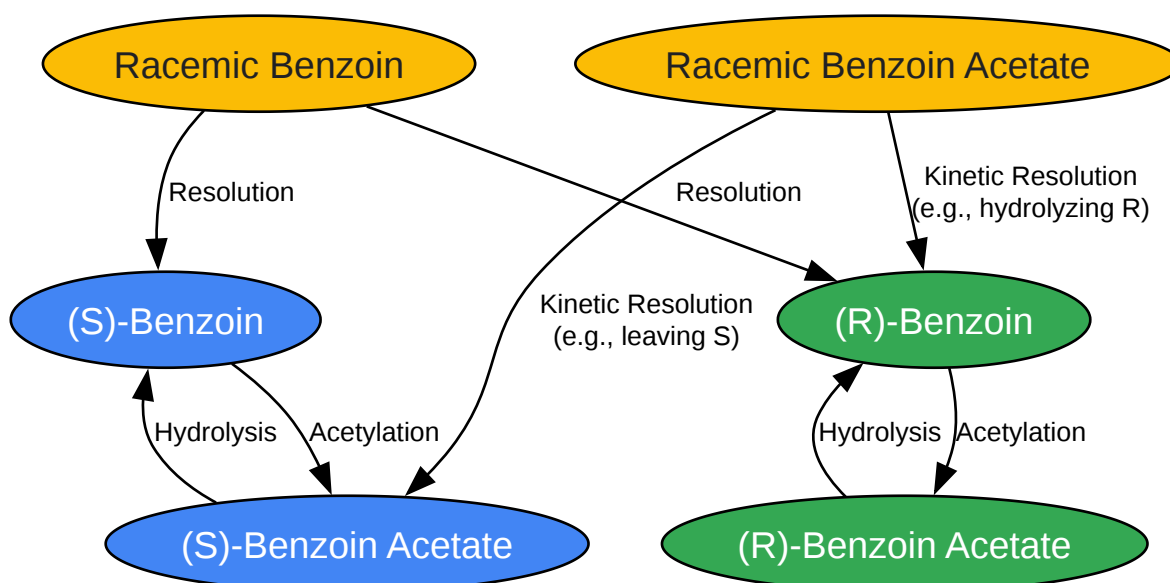 Racemic Benzoin
Racemic Benzoin Acetate
Resolution
Resolution
Kinetic Resolution
(e.g., hydrolyzing R)
(S)-Benzoin
Kinetic Resolution
(e.g., leaving S)
(R)-Benzoin
Hydrolysis
Acetylation
Hydrolysis
Acetylation
(S)-Benzoin Acetate
(R)-Benzoin Acetate